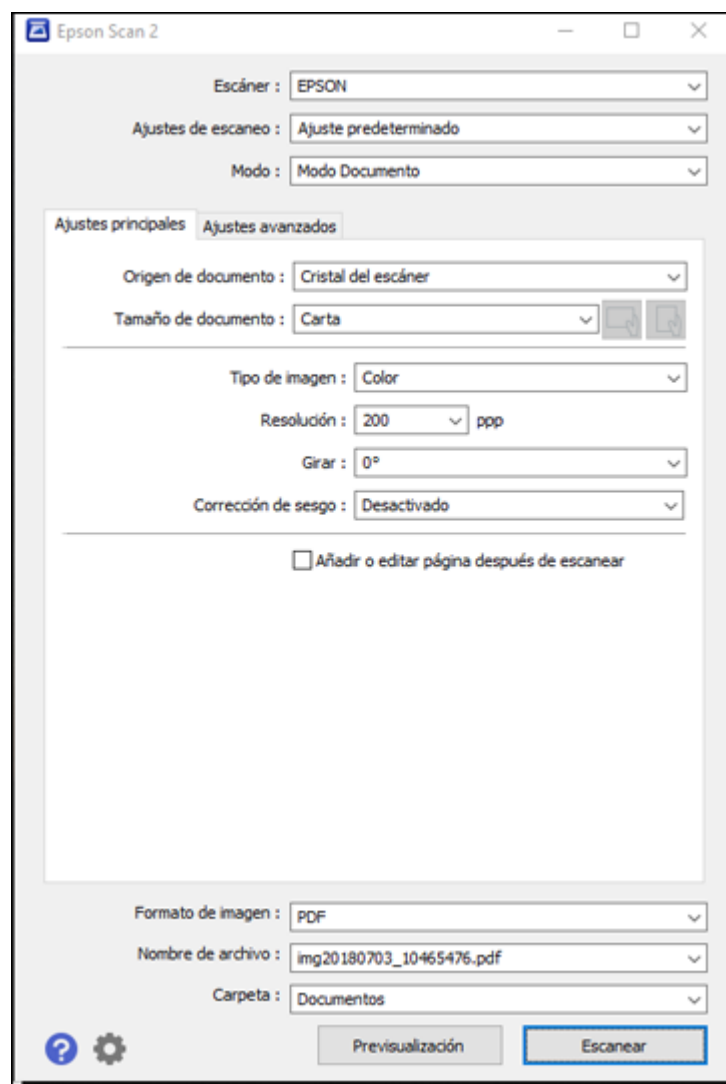 Epson Scan 2
Escáner : EPSON
Ajustes de escaneo : Ajuste predeterminado
Modo : Modo Documento
Ajustes principales Ajustes avanzados
Origen de documento : Cristal del escáner
Tamaño de documento : Carta
Tipo de imagen : Color
Resolución : 200 ppp
Girar : 0°
Corrección de sesgo : Desactivado
Añadir o editar página después de escanear
Formato de imagen : PDF
Nombre de archivo : img20180703_10465476.pdf
Carpeta : Documentos
? Previsualización Escanear